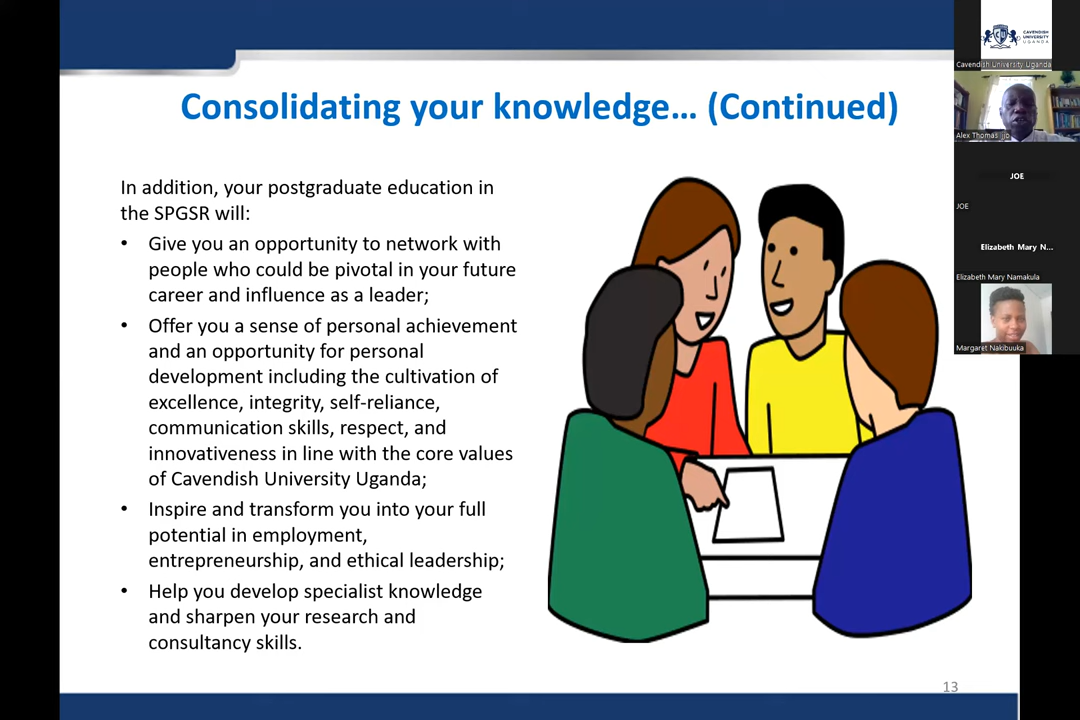 Consolidating your knowledge... (Continued)
In addition, your postgraduate education in
the SPGSR will:
• Give you an opportunity to network with
people who could be pivotal in your future
career and influence as a leader;
• Offer you a sense of personal achievement
and an opportunity for personal
development including the cultivation of
excellence, integrity, self-reliance,
communication skills, respect, and
innovativeness in line with the core values
of Cavendish University Uganda;
• Inspire and transform you into your full
potential in employment,
entrepreneurship, and ethical leadership;
• Help you develop specialist knowledge
and sharpen your research and
consultancy skills.
13
CAVENDISH
UNIVERSITY
UGANDA
Cavendish University Uganda
Alex Thomas
JOE
JOE
Elizabeth Mary N...
Elizabeth Mary Namakula
Margaret Nakibuuka